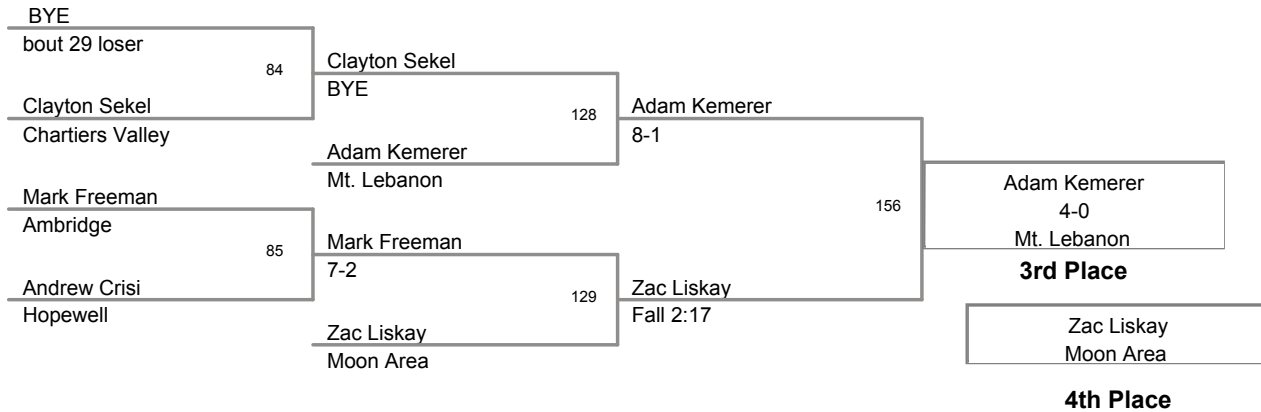 BYE
bout 29 loser
84
Clayton Sekel
Chartiers Valley
Clayton Sekel
BYE
128
Adam Kemerer
Mt. Lebanon
Adam Kemerer
8-1
Mark Freeman
Ambridge
85
Andrew Crisi
Hopewell
Mark Freeman
7-2
129
Zac Liskay
Moon Area
Zac Liskay
Fall 2:17
156
Adam Kemerer
4-0
Mt. Lebanon
3rd Place
Zac Liskay
Moon Area
4th Place